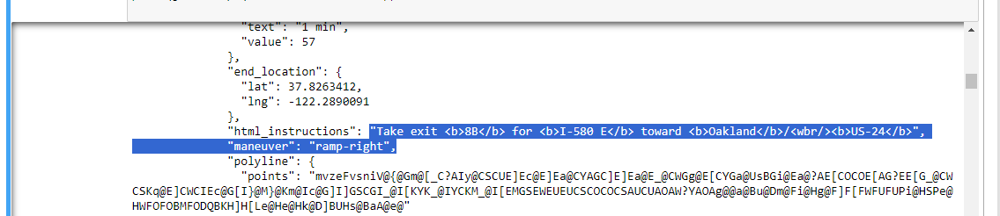 "text": "1 min",
"value": 57
},
"end_location": {
"lat": 37.8263412,
"lng": -122.2890091
},
"html_instructions": "Take exit <b>8B</b> for <b>I-580 E</b> toward <b>Oakland</b>/<wbr/><b>US-24</b>",
"maneuver": "ramp-right",
"polyline": {
"points": "mvzeFvsniV@{@Gm@[_C?AIy@CSCUE]Ec@E]Ea@CYAGC]E]Ea@E_@CWGg@E[CYGa@UsBGi@Ea@?AE[COCOE[AG?EE[G_@CW
CSKq@E]CWCIEc@G[I}@M}@Km@Ic@G]I]GSCGI_@I[KYK_@IYCKM_@I[EMGSEWEUEUCSCOCOCSAUCUAOAW?YAOAg@@a@Bu@Dm@Fi@Hg@F]F[FWFUFUPi@HSPe@
HWFOFOBMFODQBKH]H[Le@He@Hk@D]BUHs@BaA@e@"